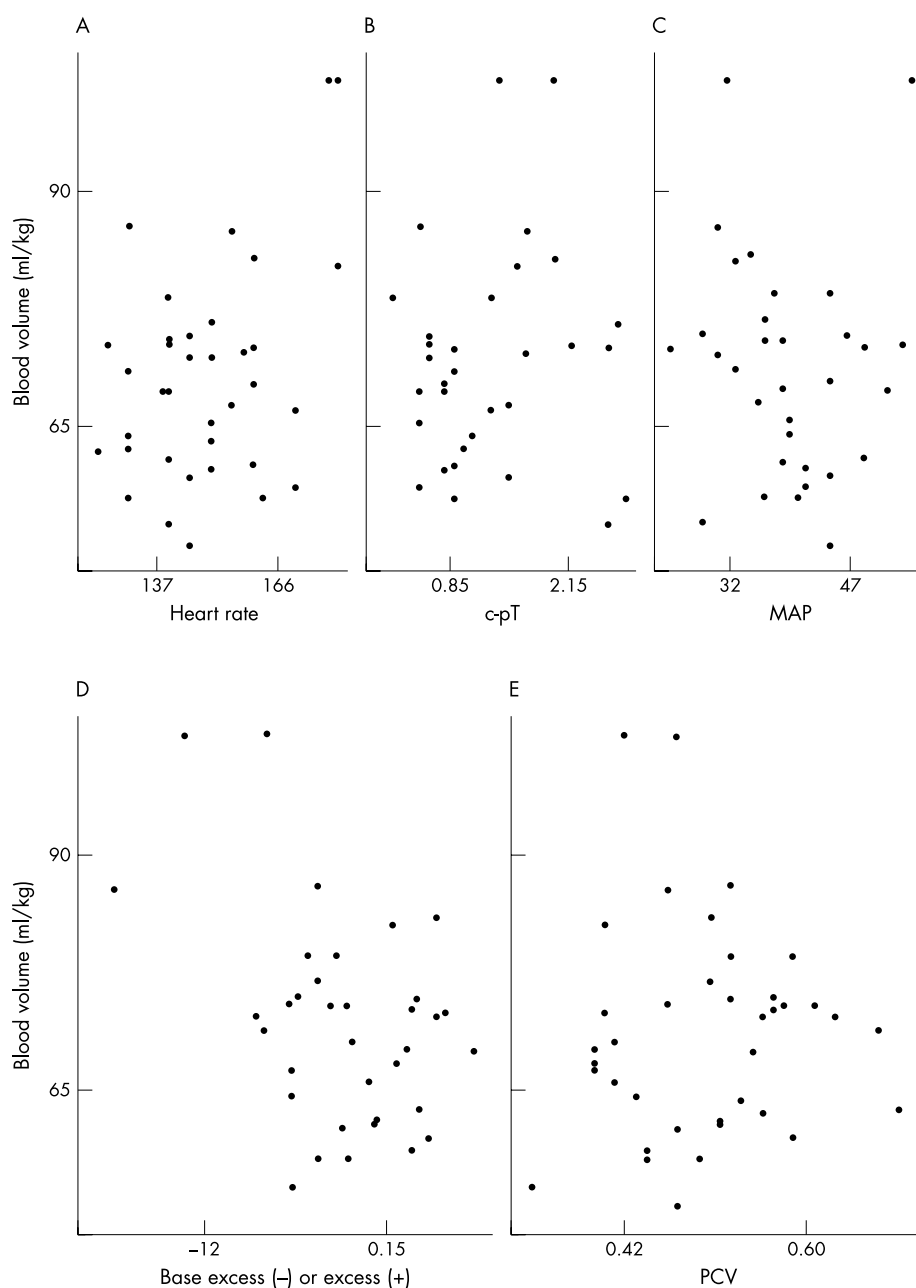 A
B
C
90
65
Blood volume (ml/kg)
137
166
Heart rate
0.85
2.15
c-pT
32
47
MAP
D
E
90
65
Blood volume (ml/kg)
–12
0.15
Base excess (–) or excess (+)
0.42
0.60
PCV